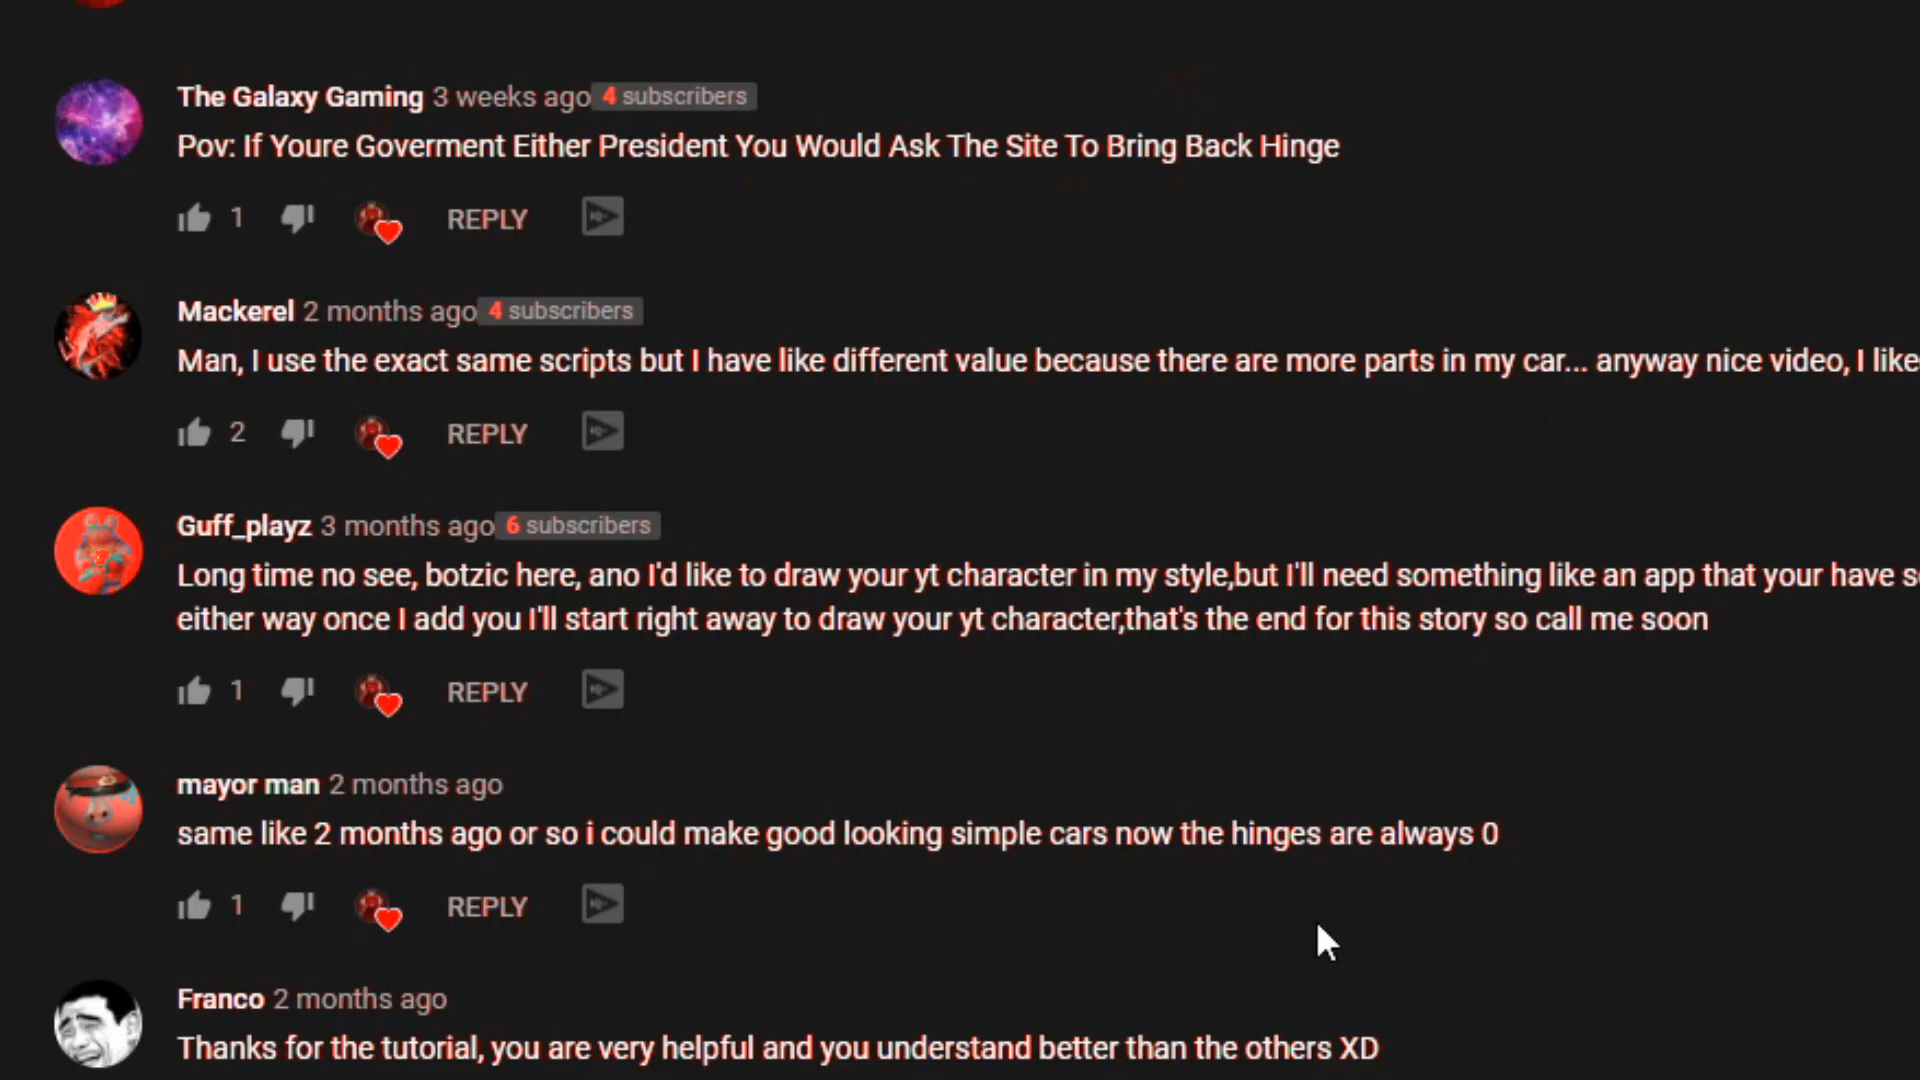 The Galaxy Gaming 3 weeks ago 4 subscribers
Pov: If Youre Goverment Either President You Would Ask The Site To Bring Back Hinge
1 REPLY
Mackerel 2 months ago 4 subscribers
Man, I use the exact same scripts but I have like different value because there are more parts in my car... anyway nice video, I like
2 REPLY
Guff_playz 3 months ago 6 subscribers
Long time no see, botzic here, ano I'd like to draw your yt character in my style,but I'll need something like an app that your have
either way once I add you I'll start right away to draw your yt character,that's the end for this story so call me soon
1 REPLY
mayor man 2 months ago
same like 2 months ago or so i could make good looking simple cars now the hinges are always 0
1 REPLY
Franco 2 months ago
Thanks for the tutorial, you are very helpful and you understand better than the others XD